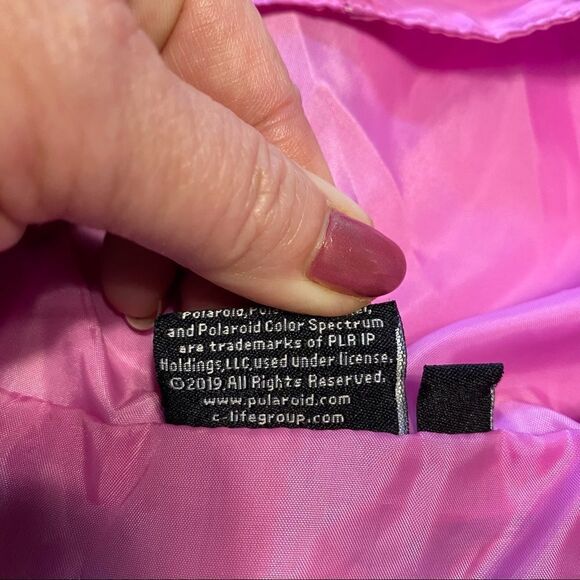 Polaroid,
and Polaroid Color Spectrum
are trademarks of PLR IP
Holdings,LLC,used under license.
©2019,All Rights Reserved.
www.polaroid.com
c-lifegroup.com